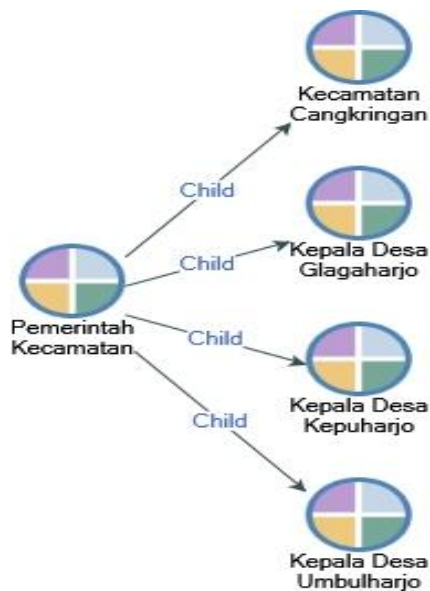 Kecamatan
Cangkringan
Child
Kepala Desa
Glagaharjo
Child
Pemerintah
Kecamatan
Child
Kepala Desa
Kepuharjo
Child
Kepala Desa
Umbulharjo